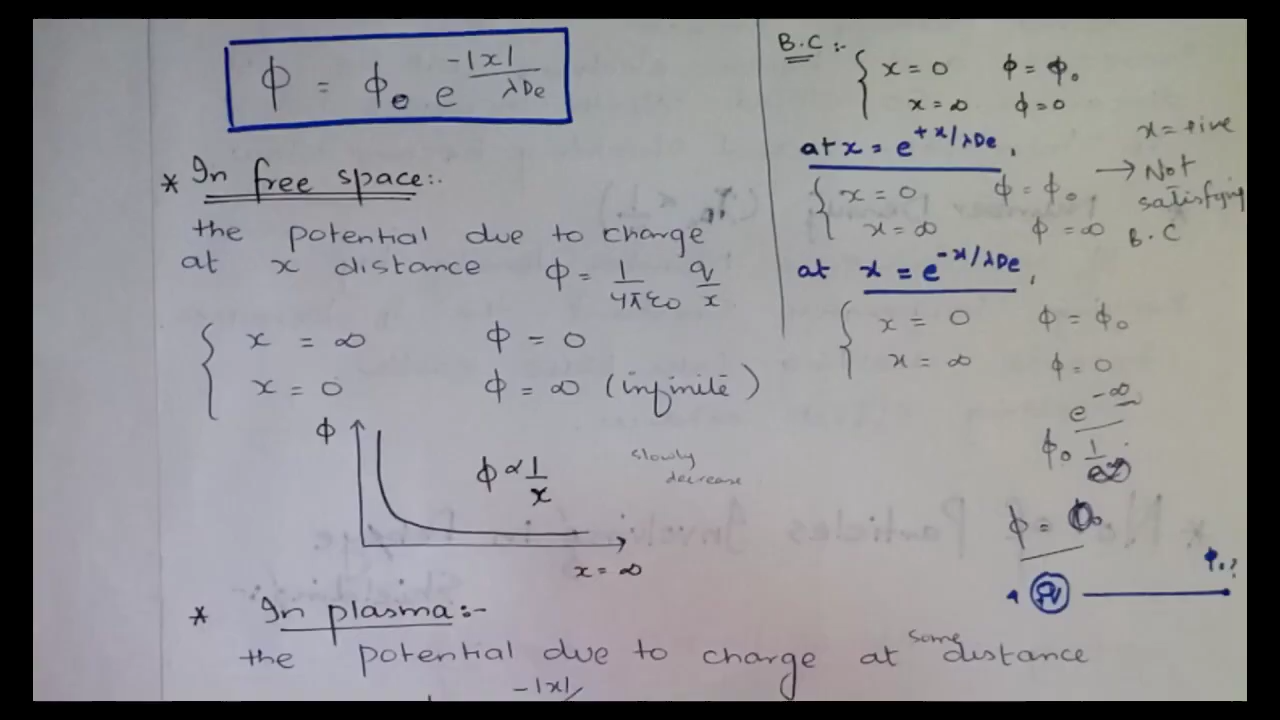 ϕ = ϕ₀ e^(-|x|/λDe)
* In free space:-
the potential due to charge
at x distance ϕ = 1/4πε₀ q/x
x = ∞ ϕ = 0
x = 0 ϕ = ∞ (infinite)
ϕ
ϕ ∝ 1/x
slowly
decrease
x = ∞
* In plasma:-
the potential due to charge at some distance
-|x|/
B.C :-
x = 0 ϕ = ϕ₀
x = ∞ ϕ = 0
at x = e^(+x/λDe),
x = +ive
x = 0 ϕ = ϕ₀
x = ∞ ϕ = ∞
→ Not
satisfying
B.C
at x = e^(-x/λDe),
x = 0 ϕ = ϕ₀
x = ∞ ϕ = 0
e^(-∞)
ϕ₀ 1/
ϕ =
ϕ₀?